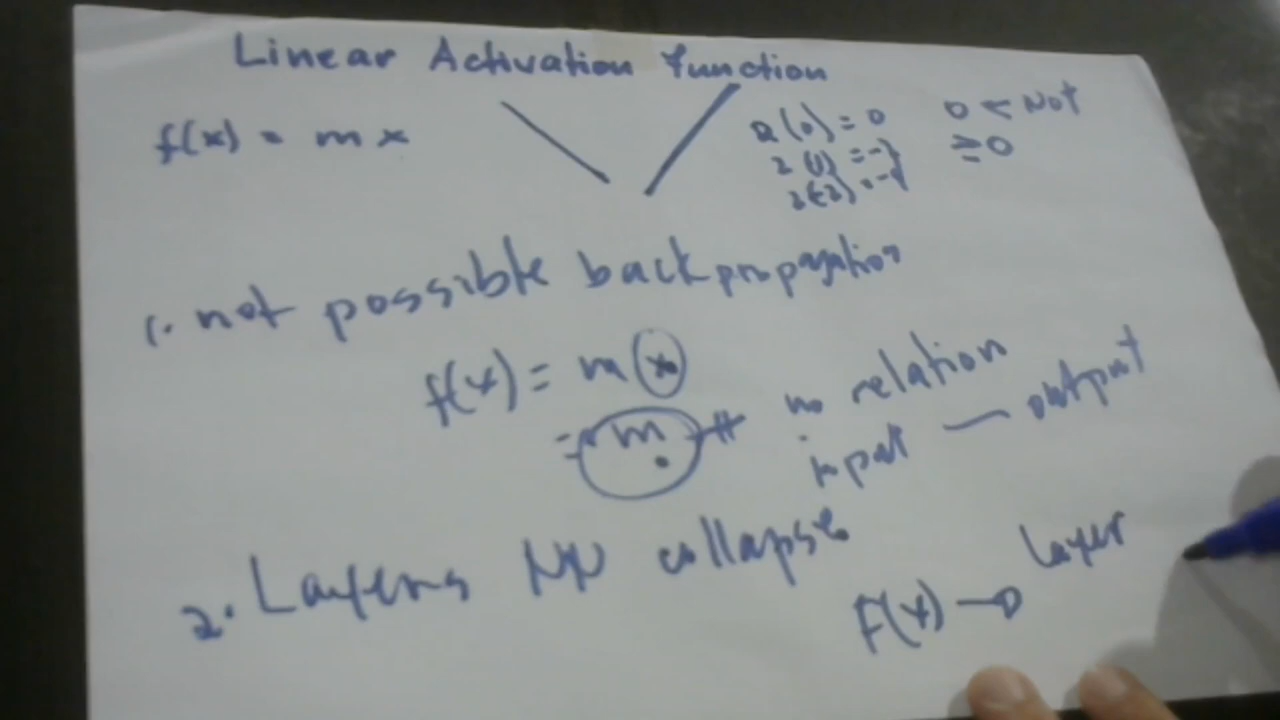 Linear Activation Function
f(x) = mx
2(0) = 0
0 < Not
≥0
1. not possible backpropagation
f(x) = m(x)
= m
no relation
input — output
2. Layers NN collapse
Layer
F(x) →